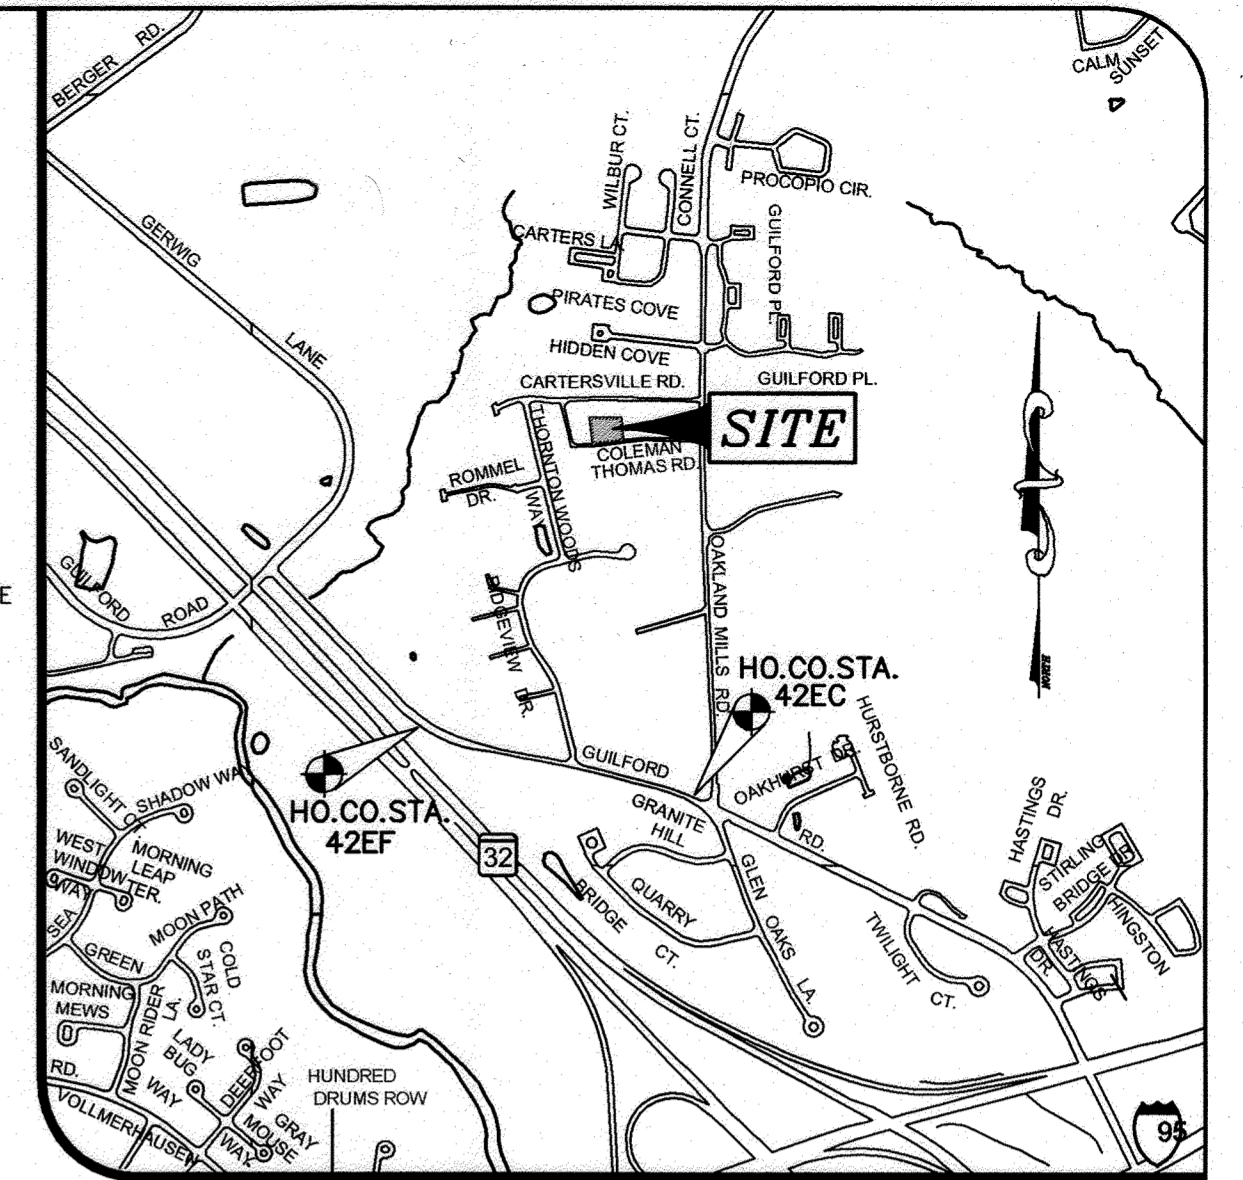 BERGER RD.
CALM
SUNSET
WILBUR CT.
CONNELL CT.
PROCOPIO CIR.
GERWIG
LANE
CARTERS LA.
GUILFORD PL.
PIRATES COVE
HIDDEN COVE
CARTERSVILLE RD.
GUILFORD PL.
SITE
COLEMAN
THOMAS RD.
THORNTON WOODS
WAY
ROMMEL
DR.
OAKLAND MILLS RD.
E
GUILFORD
ROAD
RIDGEVIEW
DR.
HO.CO.STA.
42EC
HURSTBORNE RD.
GUILFORD
RD.
OAKHURST DR.
HO.CO.STA.
42EF
32
GRANITE
HILL
QUARRY
BRIDGE
CT.
GLEN OAKS LA.
TWILIGHT
CT.
HASTINGS
DR.
STIRLING
BRIDGE DR.
HINGSTON
HASTINGS
DR.
SANDLIGHT CT.
SHADOW WA
WEST
WINDOW TER.
WAY
MORNING
LEAP
SEA
MOON PATH
GREEN
COLD
STAR CT.
MORNING
MEWS
MOON RIDER
LA.
LADY
BUG
WAY
DEERFOOT
WAY
GRAY
MOUSE
WAY
RD.
VOLLMERHAUSEN
HUNDRED
DRUMS ROW
95